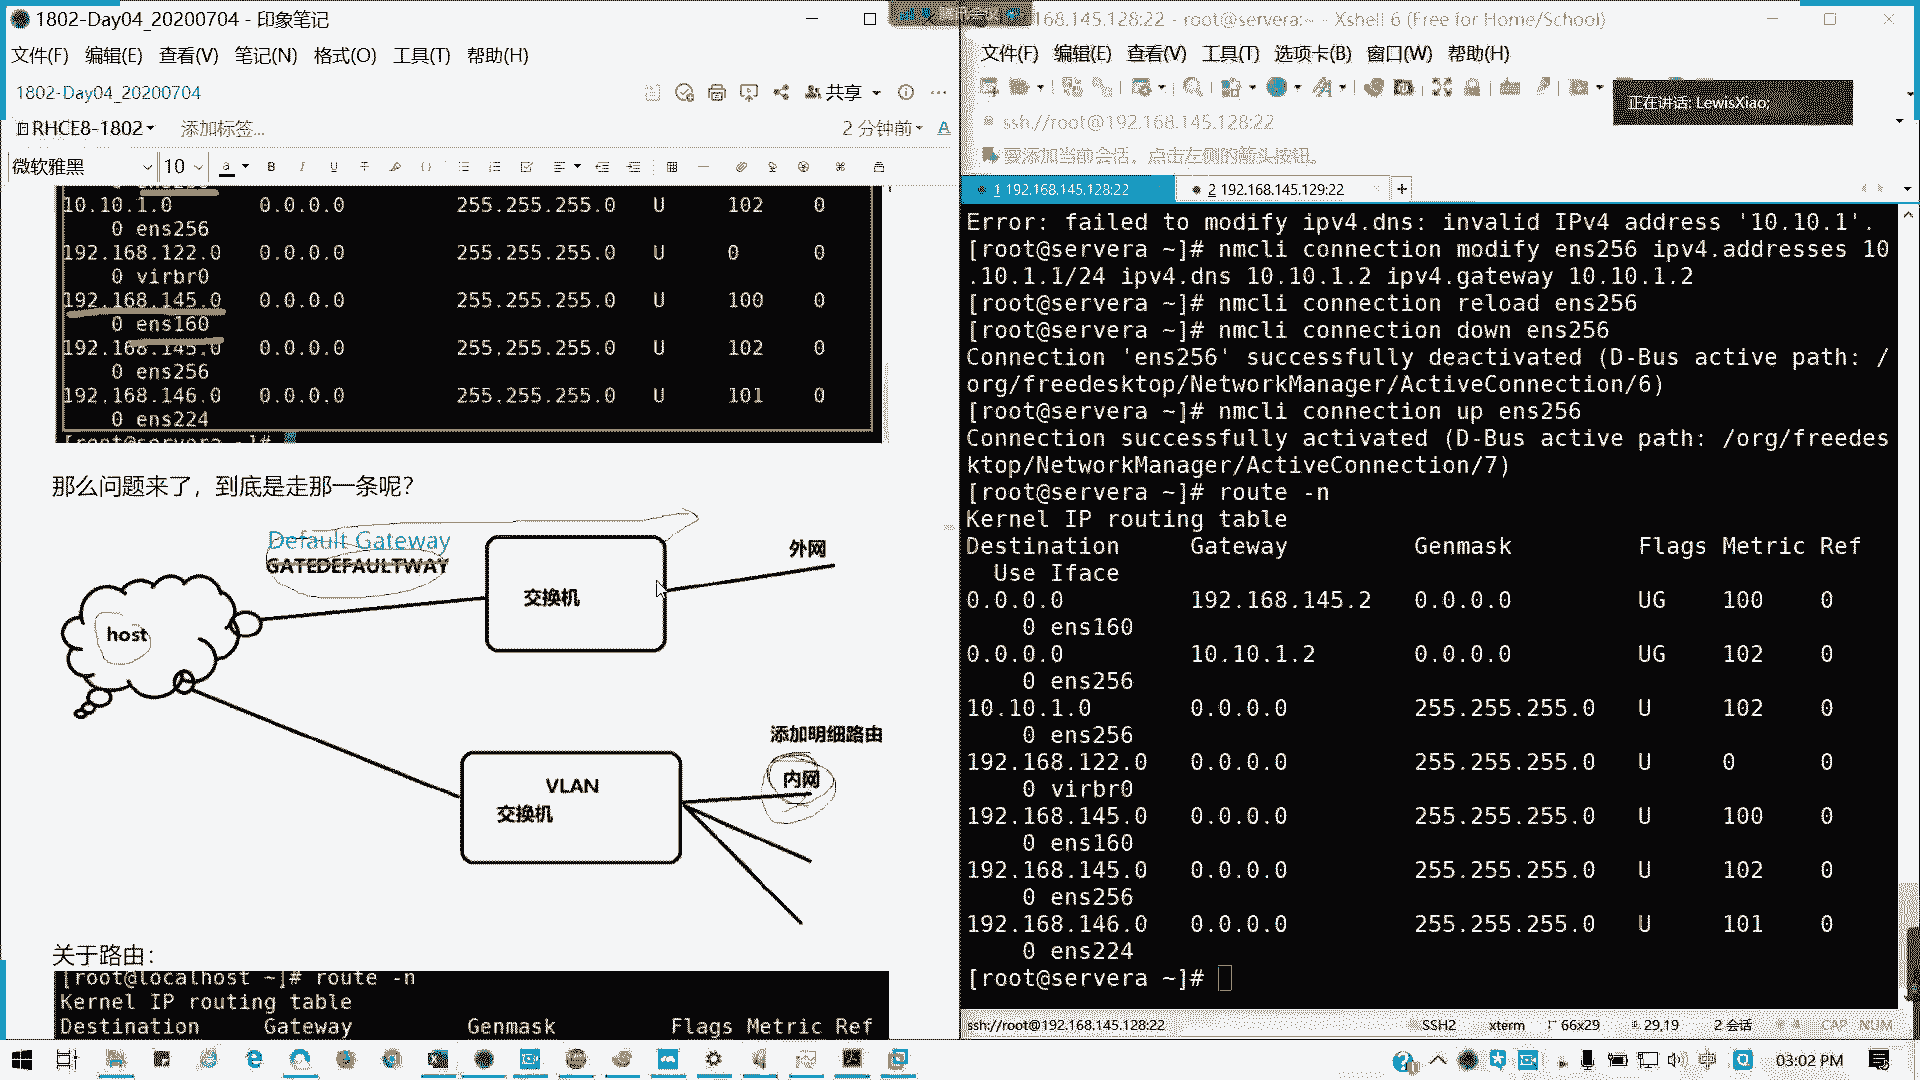 1802-Day04_20200704 - 印象笔记
文件(F) 编辑(E) 查看(V) 笔记(N) 格式(O) 工具(T) 帮助(H)
1802-Day04_20200704
共享
RHCE8-1802
添加标签...
2 分钟前
微软雅黑
10
10.10.1.0 0.0.0.0 255.255.255.0 U 102 0
0 ens256
192.168.122.0 0.0.0.0 255.255.255.0 U 0 0
0 virbr0
192.168.145.0 0.0.0.0 255.255.255.0 U 100 0
0 ens160
192.168.145.0 0.0.0.0 255.255.255.0 U 102 0
0 ens256
192.168.146.0 0.0.0.0 255.255.255.0 U 101 0
0 ens224
[root@servera ~]#
那么问题来了，到底是走那一条呢？
Default Gateway
GATEDEFAULTWAY
外网
交换机
host
添加明细路由
内网
VLAN
交换机
关于路由：
[root@localhost ~]# route -n
Kernel IP routing table
Destination Gateway Genmask Flags Metric Ref
168.145.128:22 - root@servera:~ - Xshell 6 (Free for Home/School)
文件(F) 编辑(E) 查看(V) 工具(T) 选项卡(B) 窗口(W) 帮助(H)
正在讲话: LewisXiao;
ssh://root@192.168.145.128:22
要添加当前会话，点击左侧的箭头按钮。
1 192.168.145.128:22
2 192.168.145.129:22
Error: failed to modify ipv4.dns: invalid IPv4 address '10.10.1'.
[root@servera ~]# nmcli connection modify ens256 ipv4.addresses 10
.10.1.1/24 ipv4.dns 10.10.1.2 ipv4.gateway 10.10.1.2
[root@servera ~]# nmcli connection reload ens256
[root@servera ~]# nmcli connection down ens256
Connection 'ens256' successfully deactivated (D-Bus active path: /
org/freedesktop/NetworkManager/ActiveConnection/6)
[root@servera ~]# nmcli connection up ens256
Connection successfully activated (D-Bus active path: /org/freedes
ktop/NetworkManager/ActiveConnection/7)
[root@servera ~]# route -n
Kernel IP routing table
Destination Gateway Genmask Flags Metric Ref
Use Iface
0.0.0.0 192.168.145.2 0.0.0.0 UG 100 0
0 ens160
0.0.0.0 10.10.1.2 0.0.0.0 UG 102 0
0 ens256
10.10.1.0 0.0.0.0 255.255.255.0 U 102 0
0 ens256
192.168.122.0 0.0.0.0 255.255.255.0 U 0 0
0 virbr0
192.168.145.0 0.0.0.0 255.255.255.0 U 100 0
0 ens160
192.168.145.0 0.0.0.0 255.255.255.0 U 102 0
0 ens256
192.168.146.0 0.0.0.0 255.255.255.0 U 101 0
0 ens224
[root@servera ~]#
ssh://root@192.168.145.128:22
SSH2 xterm 66x29 29,19 2 会话 CAP NUM
中
03:02 PM